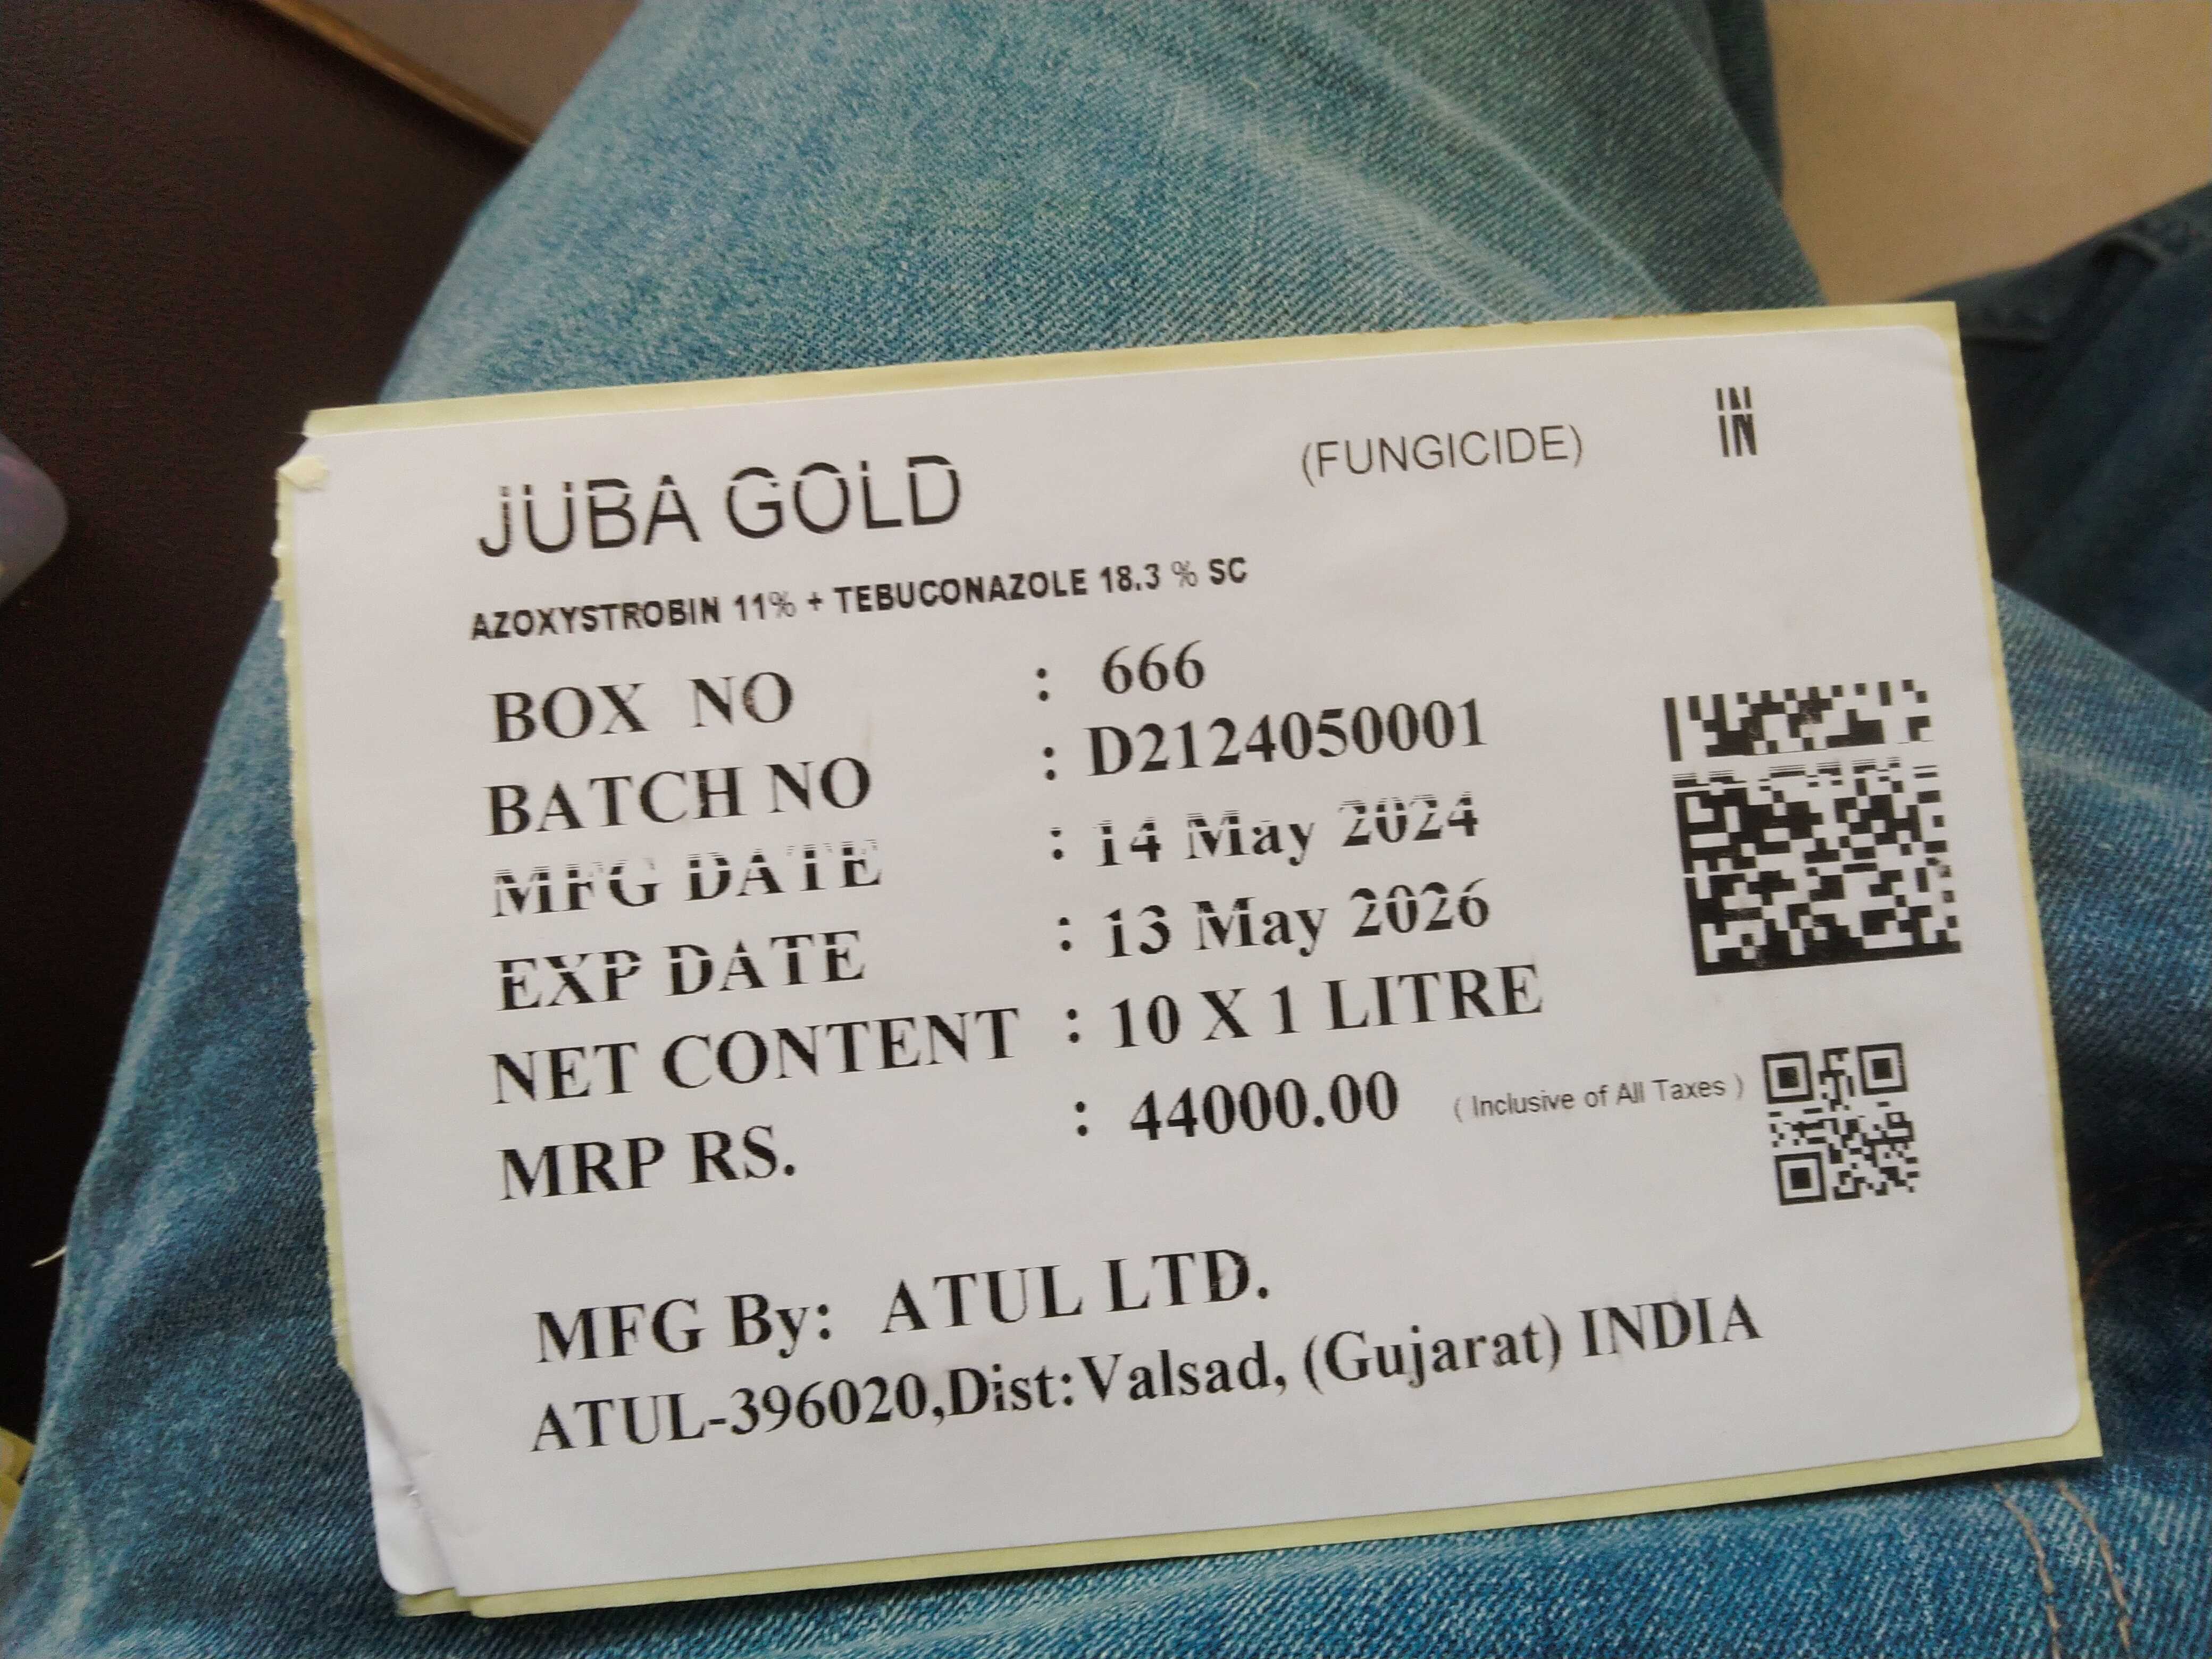 JUBA GOLD (FUNGICIDE) IN
AZOXYSTROBIN 11% + TEBUCONAZOLE 18.3 % SC
BOX NO : 666
BATCH NO : D2124050001
MFG DATE : 14 May 2024
EXP DATE : 13 May 2026
NET CONTENT : 10 X 1 LITRE
MRP RS. : 44000.00 ( Inclusive of All Taxes )
MFG By: ATUL LTD.
ATUL-396020,Dist:Valsad, (Gujarat) INDIA